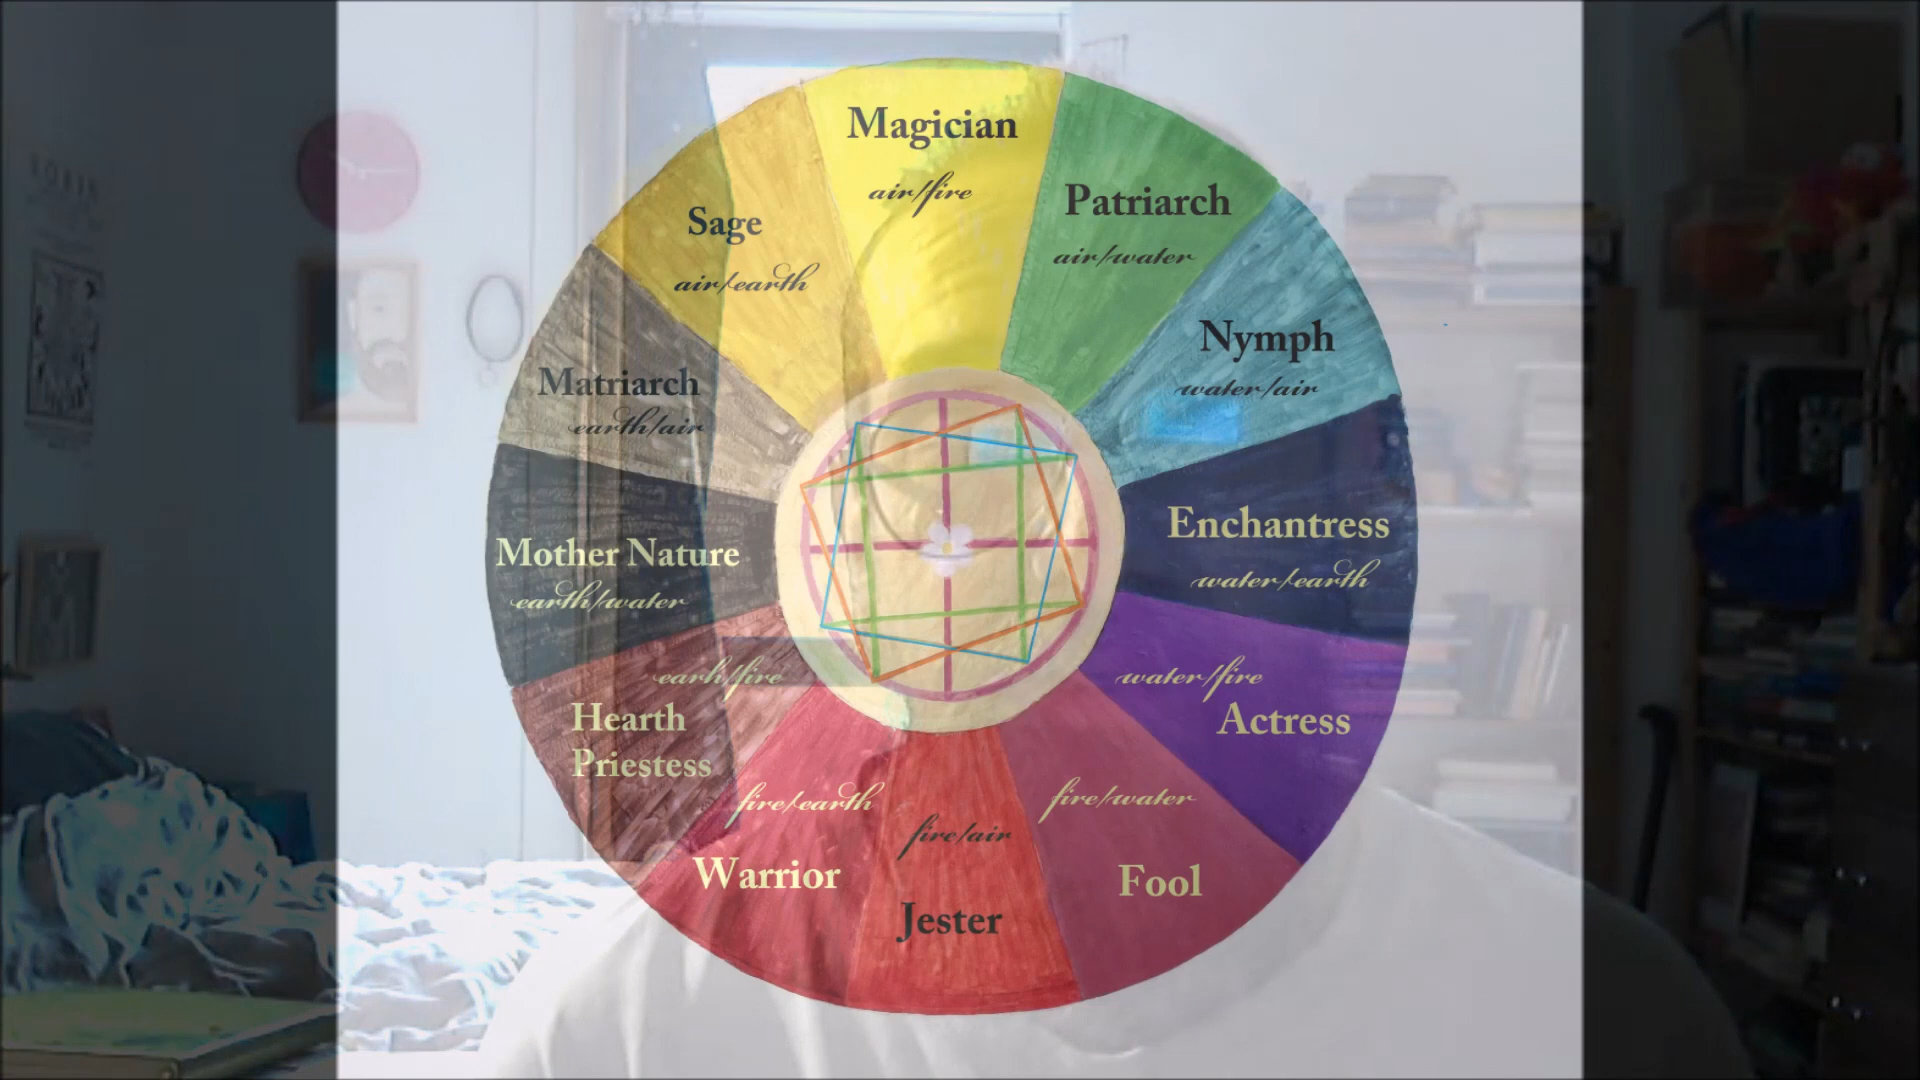 Magician
air/fire
Patriarch
air/water
Nymph
water/air
Enchantress
water/earth
water/fire
Actress
fire/water
Fool
fire/air
Jester
fire/earth
Warrior
earh/fire
Hearth
Priestess
Mother Nature
earth/water
Matriarch
earth/air
Sage
air/earth